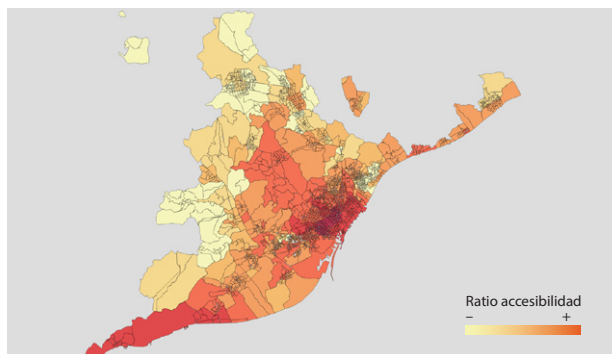 Ratio accesibilidad
– +